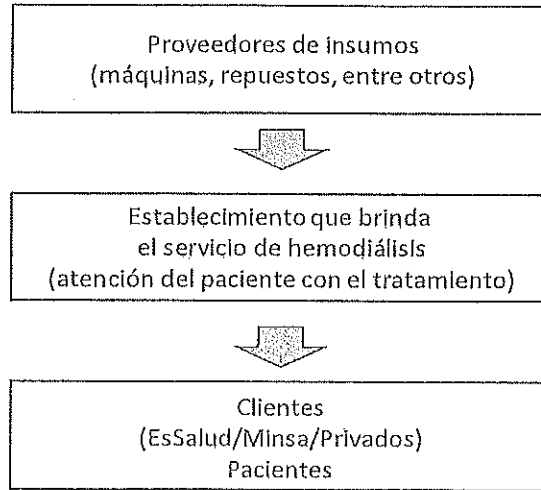 Proveedores de insumos
(máquinas, repuestos, entre otros)
Establecimiento que brinda
el servicio de hemodiálisis
(atención del paciente con el tratamiento)
Clientes
(EsSalud/Minsa/Privados)
Pacientes